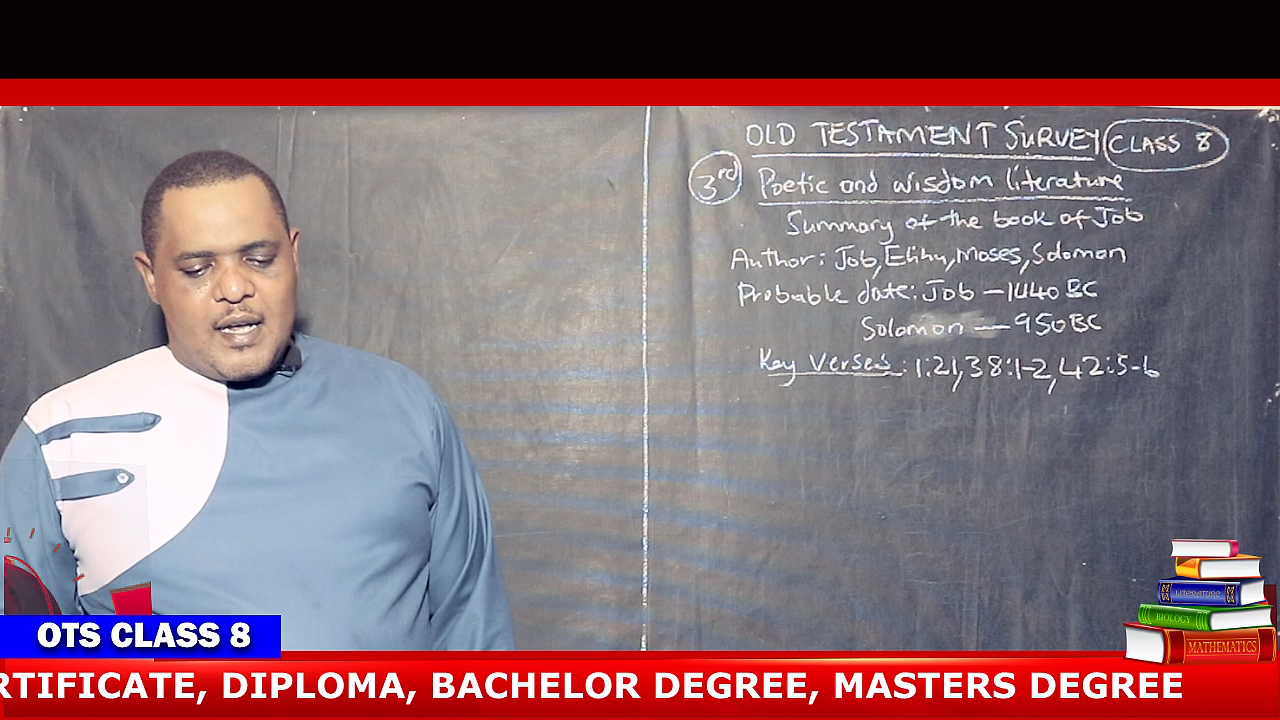 OLD TESTAMENT SURVEY CLASS 8
3rd Poetic and wisdom literature
Summary of the book of Job
Author: Job, Elihu, Moses, Solomon
Probable date: Job – 1440 BC
Solomon — 950 BC
Key Verses: 1:21, 38:1-2, 42:5-6
LITERATURE
BIOLOGY
MATHEMATICS
OTS CLASS 8
RTIFICATE, DIPLOMA, BACHELOR DEGREE, MASTERS DEGREE